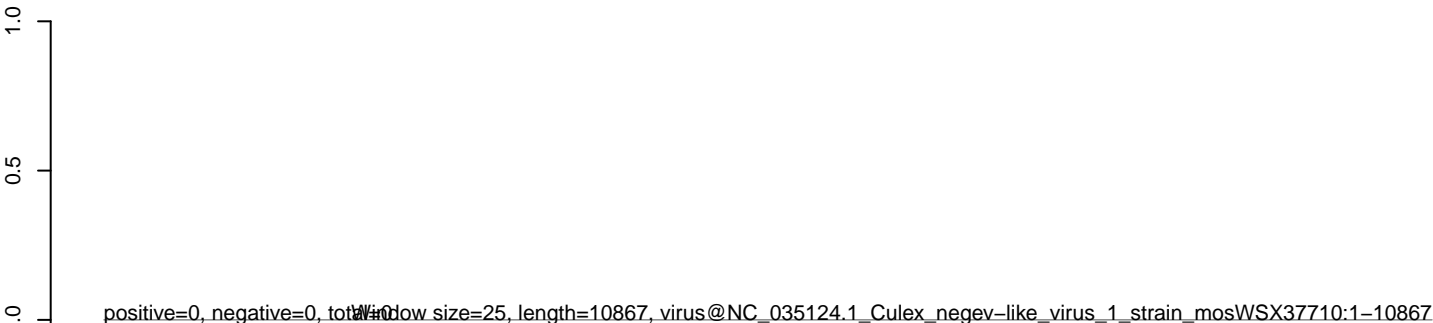 1.0
0.5
.0
positive=0, negative=0, total=0
Window size=25, length=10867, virus@NC_035124.1_Culex_negev−like_virus_1_strain_mosWSX37710:1−10867